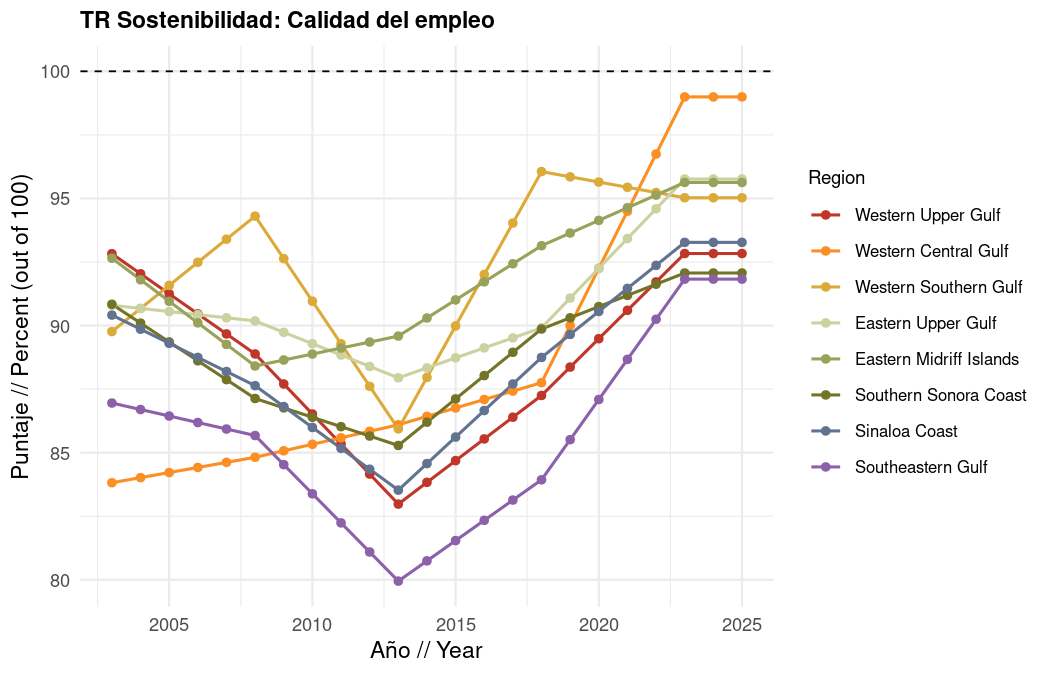 TR Sostenibilidad: Calidad del empleo
Puntaje // Percent (out of 100)
100
95
90
85
80
2005
2010
2015
2020
2025
Año // Year
Region
Western Upper Gulf
Western Central Gulf
Western Southern Gulf
Eastern Upper Gulf
Eastern Midriff Islands
Southern Sonora Coast
Sinaloa Coast
Southeastern Gulf